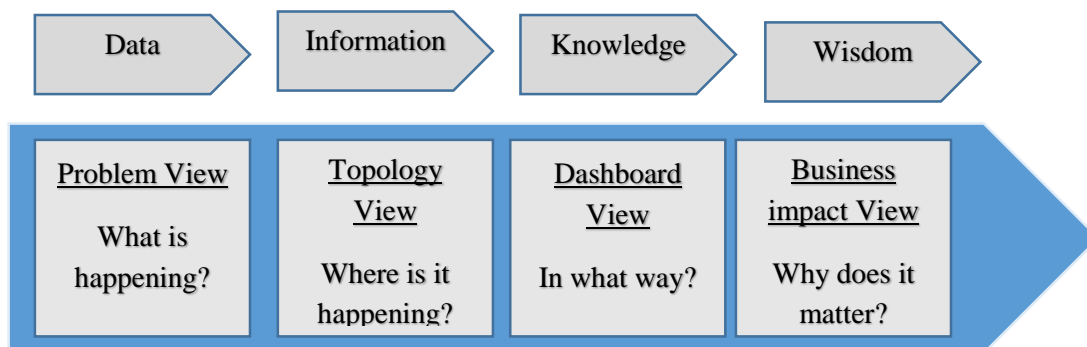 Data
Information
Knowledge
Wisdom
Problem View
What is
happening?
Topology
View
Where is it
happening?
Dashboard
View
In what way?
Business
impact View
Why does it
matter?